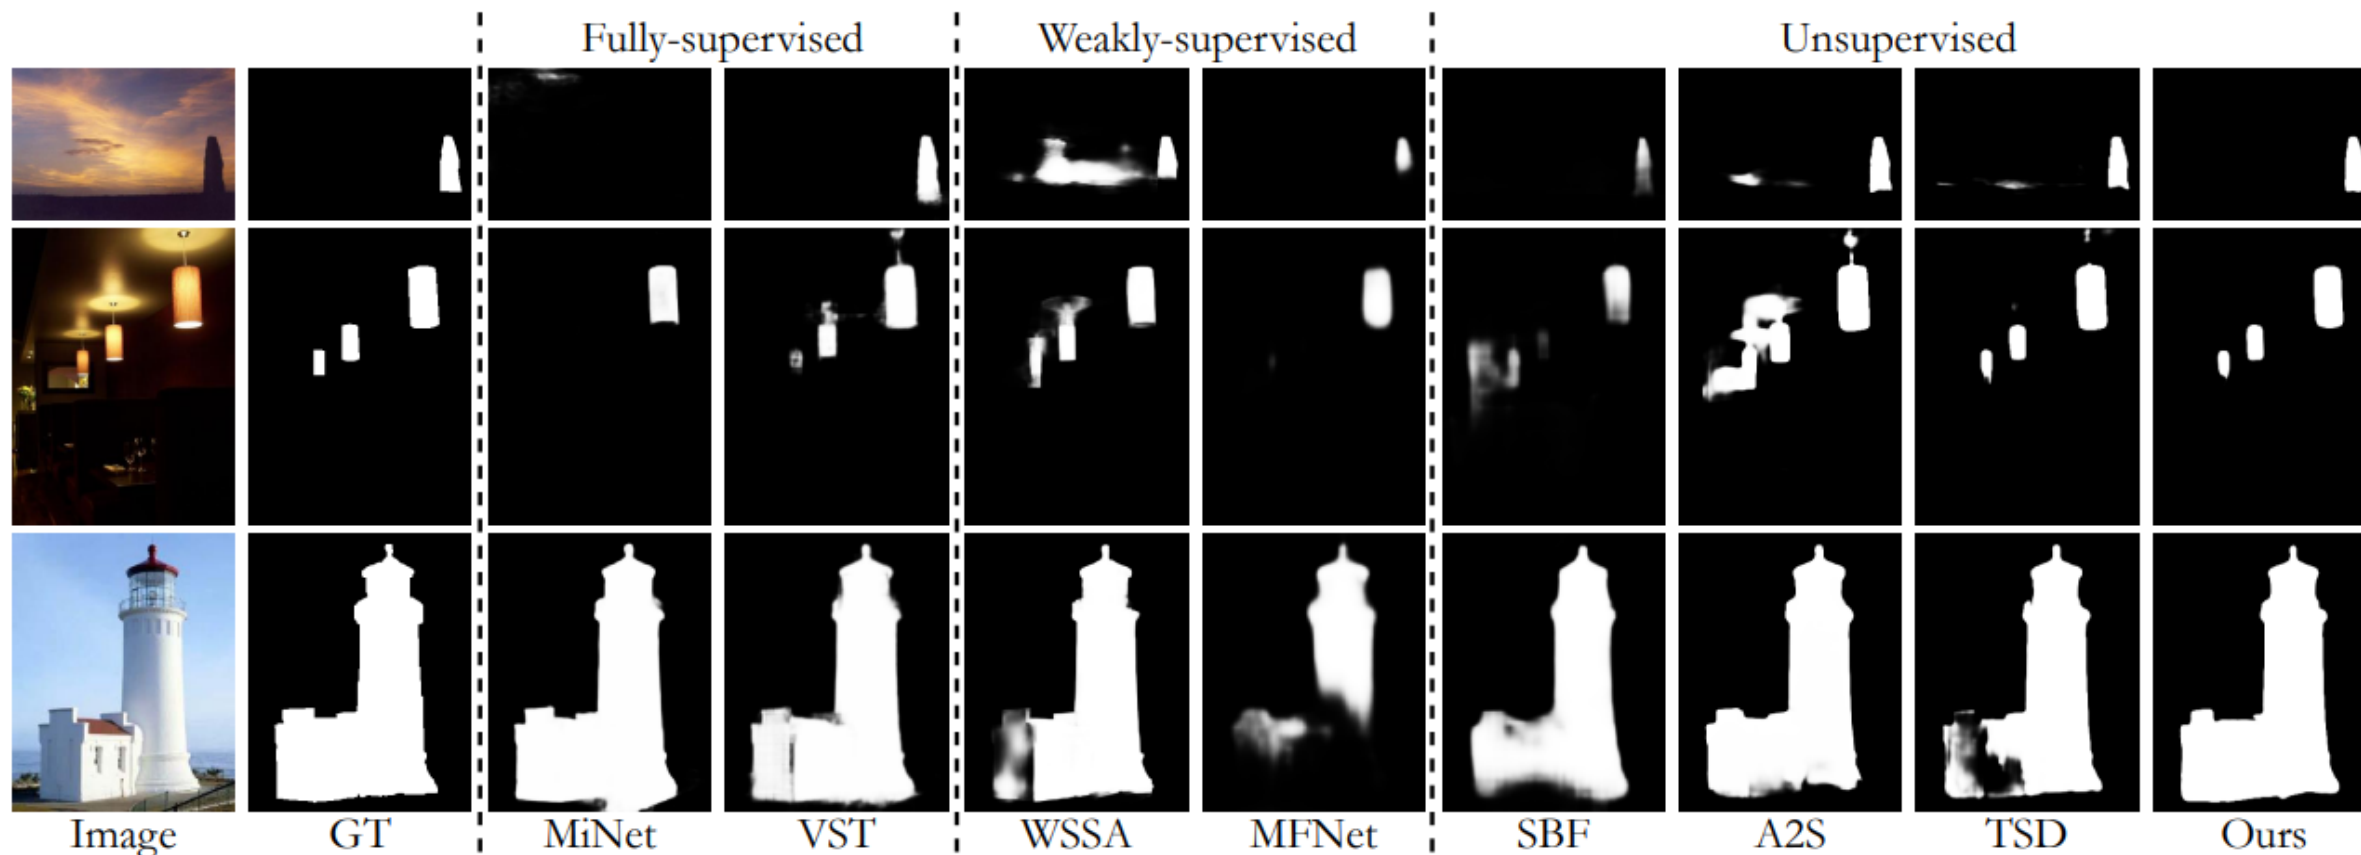 Fully-supervised Weakly-supervised Unsupervised
Image GT MiNet VST WSSA MFNet SBF A2S TSD Ours